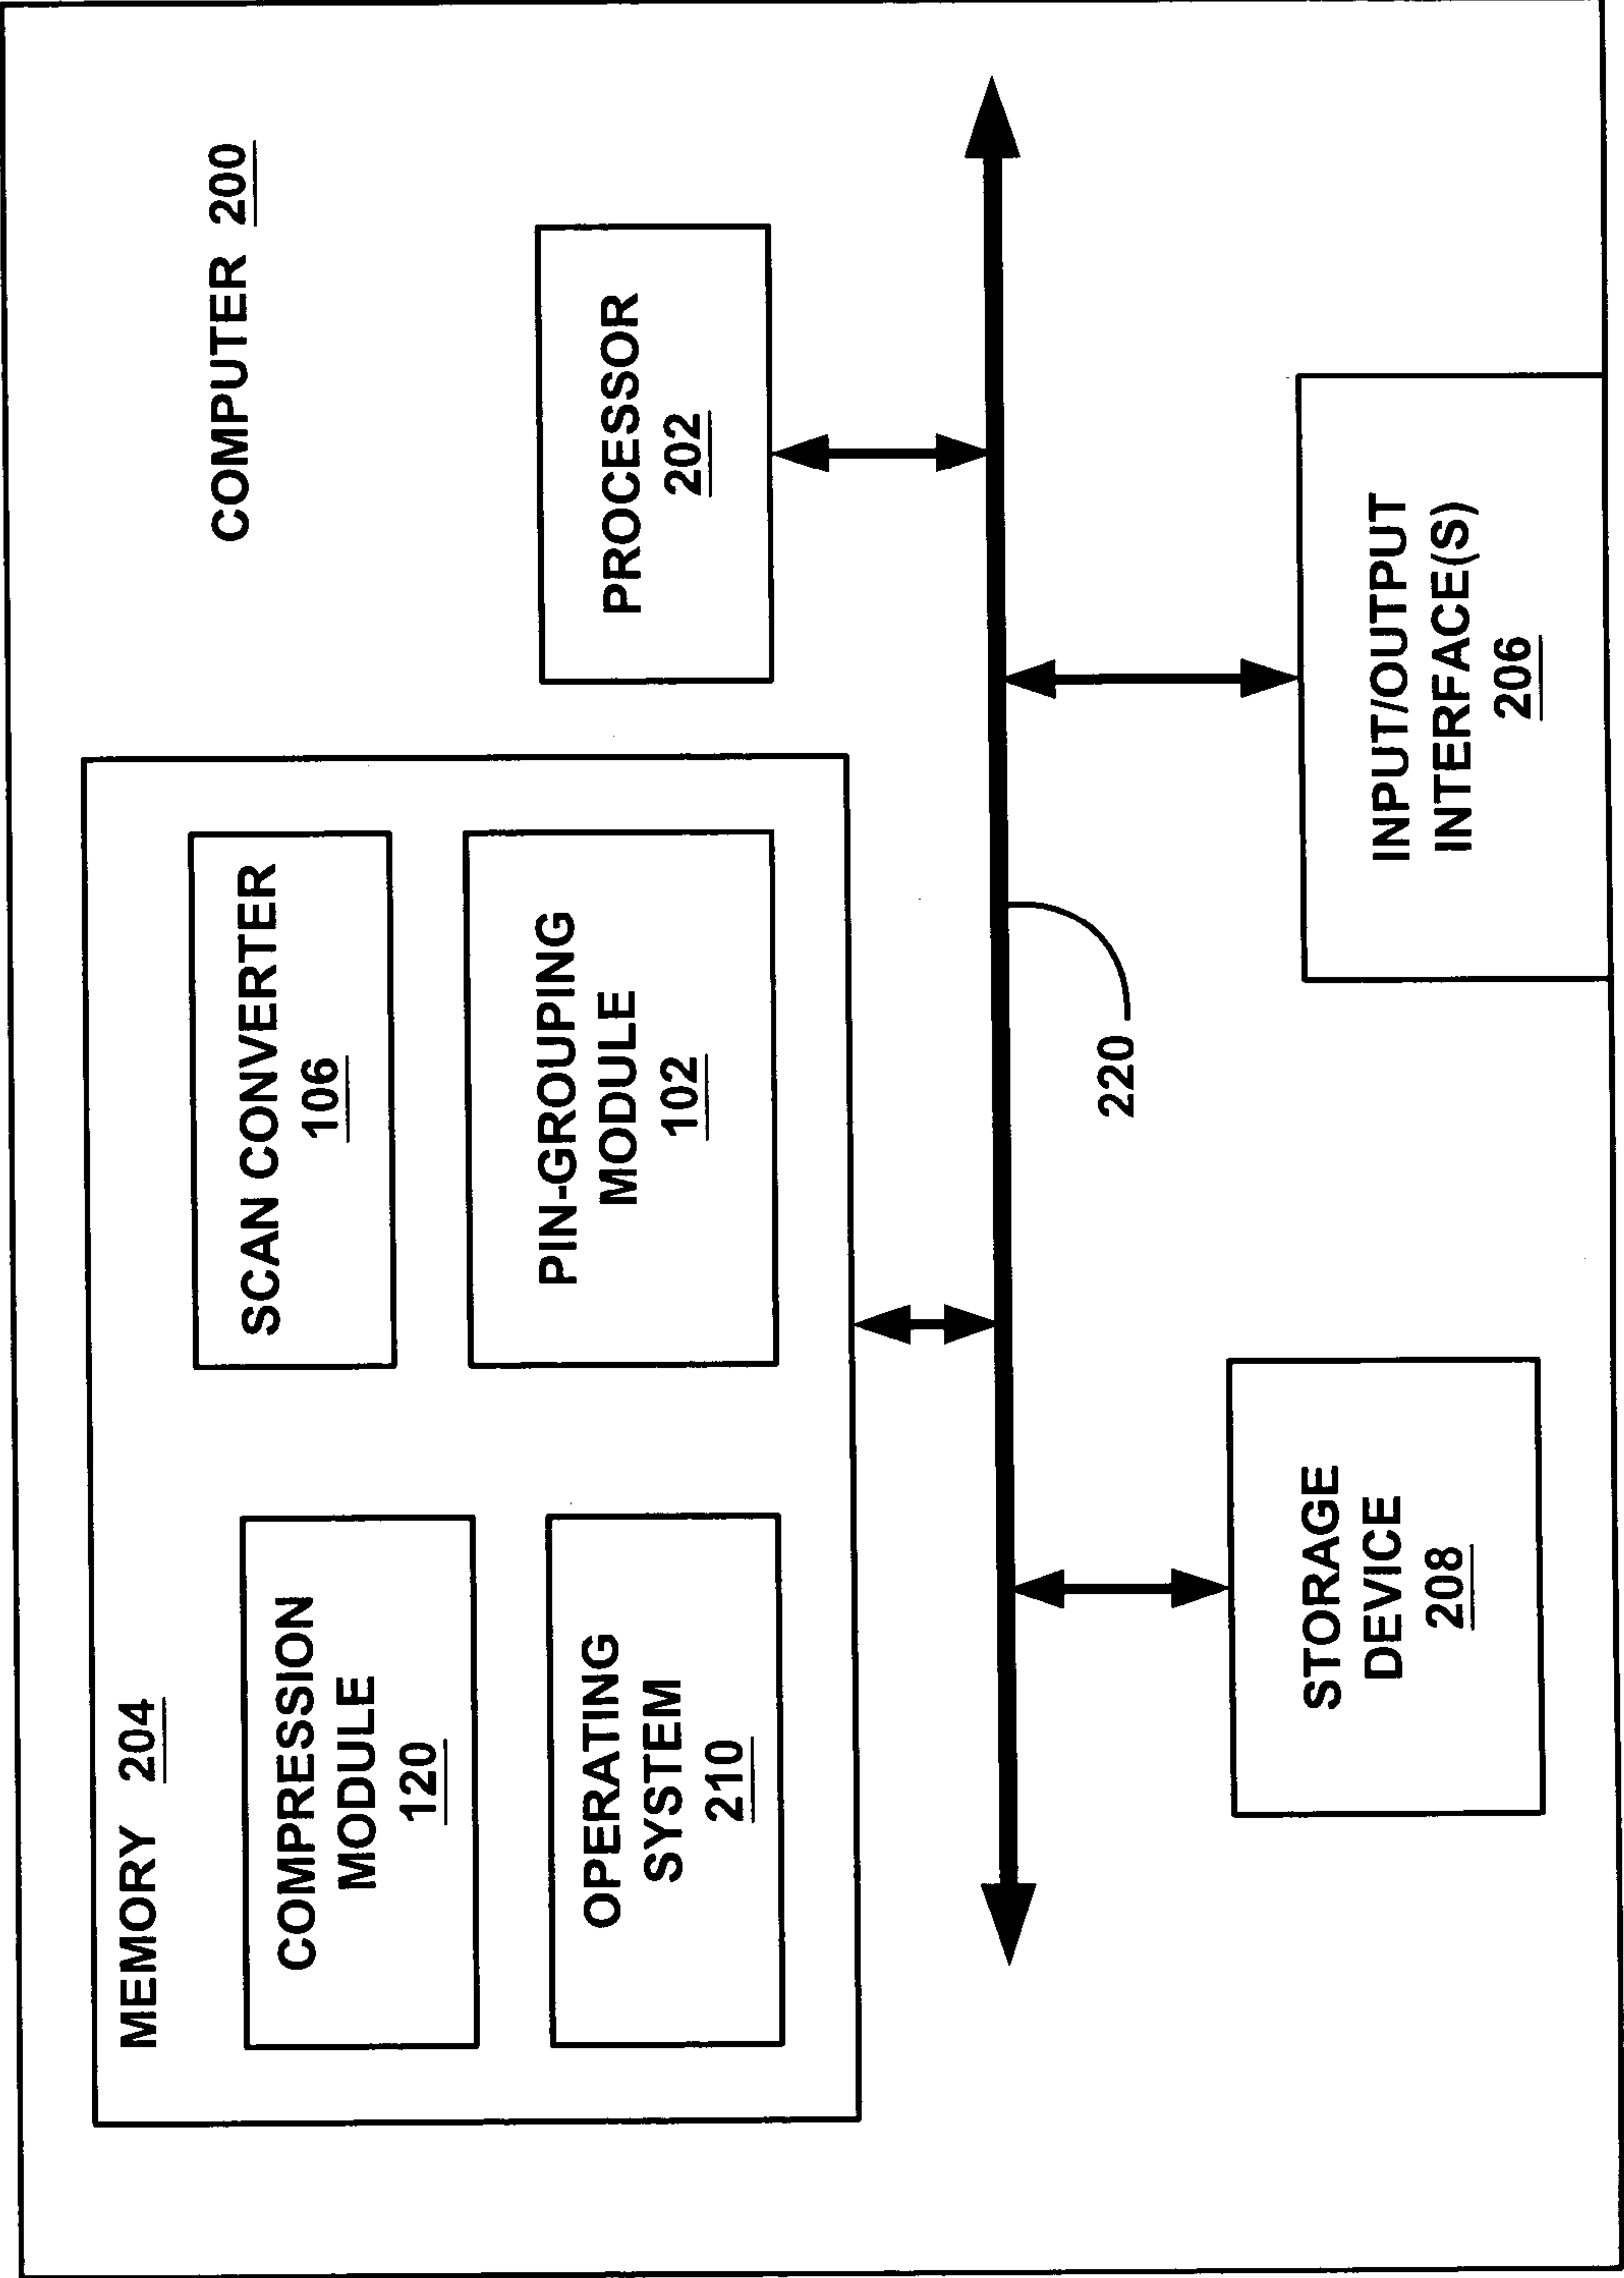 COMPUTER 200
MEMORY 204
COMPRESSION
MODULE
120
SCAN CONVERTER
106
OPERATING
SYSTEM
210
PIN-GROUPING
MODULE
102
PROCESSOR
202
220
STORAGE
DEVICE
208
INPUT/OUTPUT
INTERFACE(S)
206